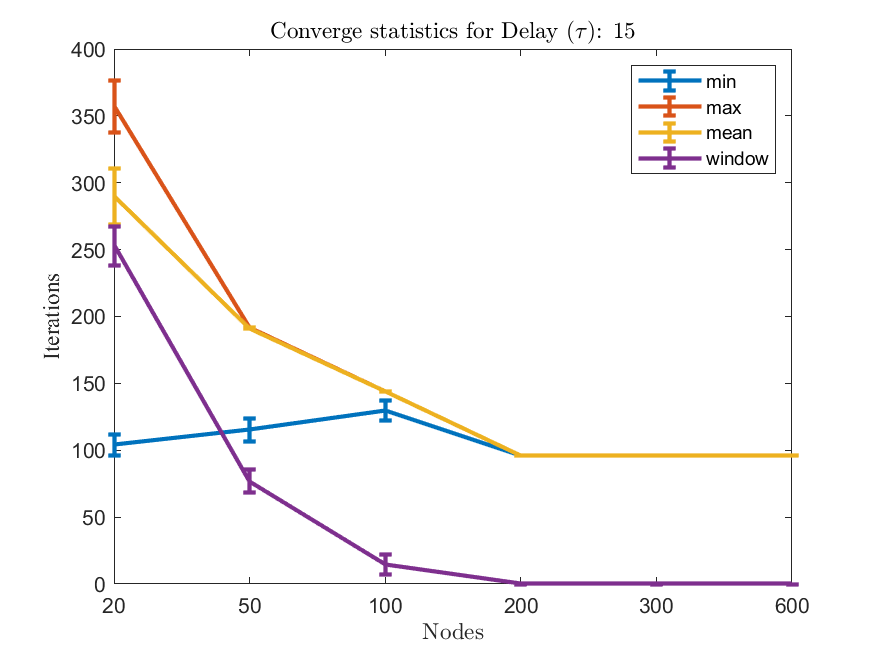 Converge statistics for Delay (τ): 15
400
350
300
250
200
150
100
50
0
Iterations
min
max
mean
window
20 50 100 200 300 600
Nodes